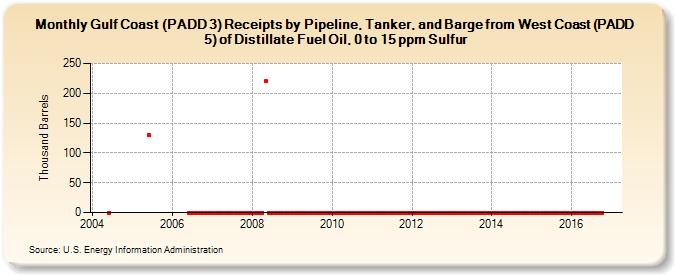 Monthly Gulf Coast (PADD 3) Receipts by Pipeline, Tanker, and Barge from West Coast (PADD
5) of Distillate Fuel Oil, 0 to 15 ppm Sulfur
Thousand Barrels
250
200
150
100
50
0
2004 2006 2008 2010 2012 2014 2016
Source: U.S. Energy Information Administration